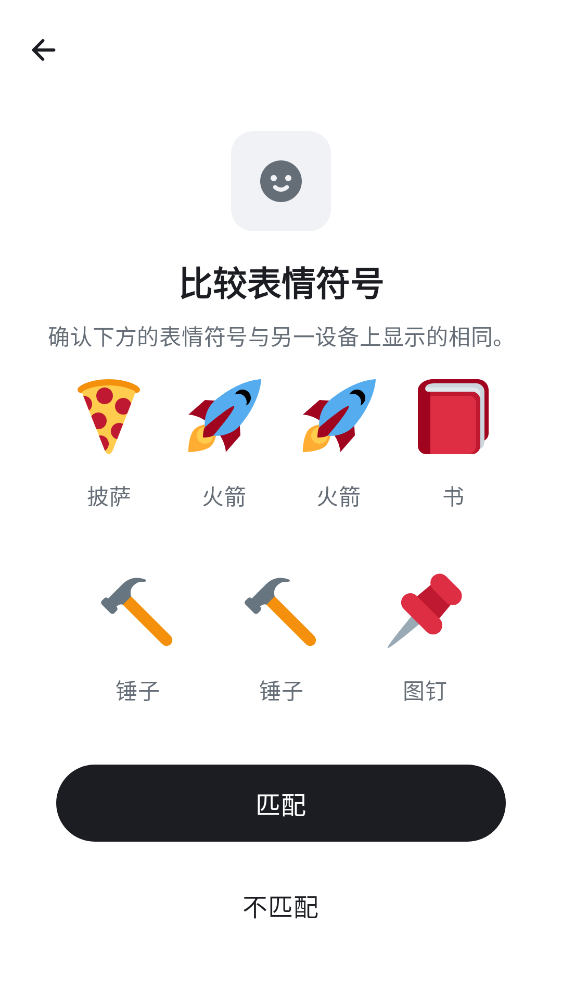 比较表情符号
确认下方的表情符号与另一设备上显示的相同。
披萨 火箭 火箭 书
锤子 锤子 图钉
匹配
不匹配